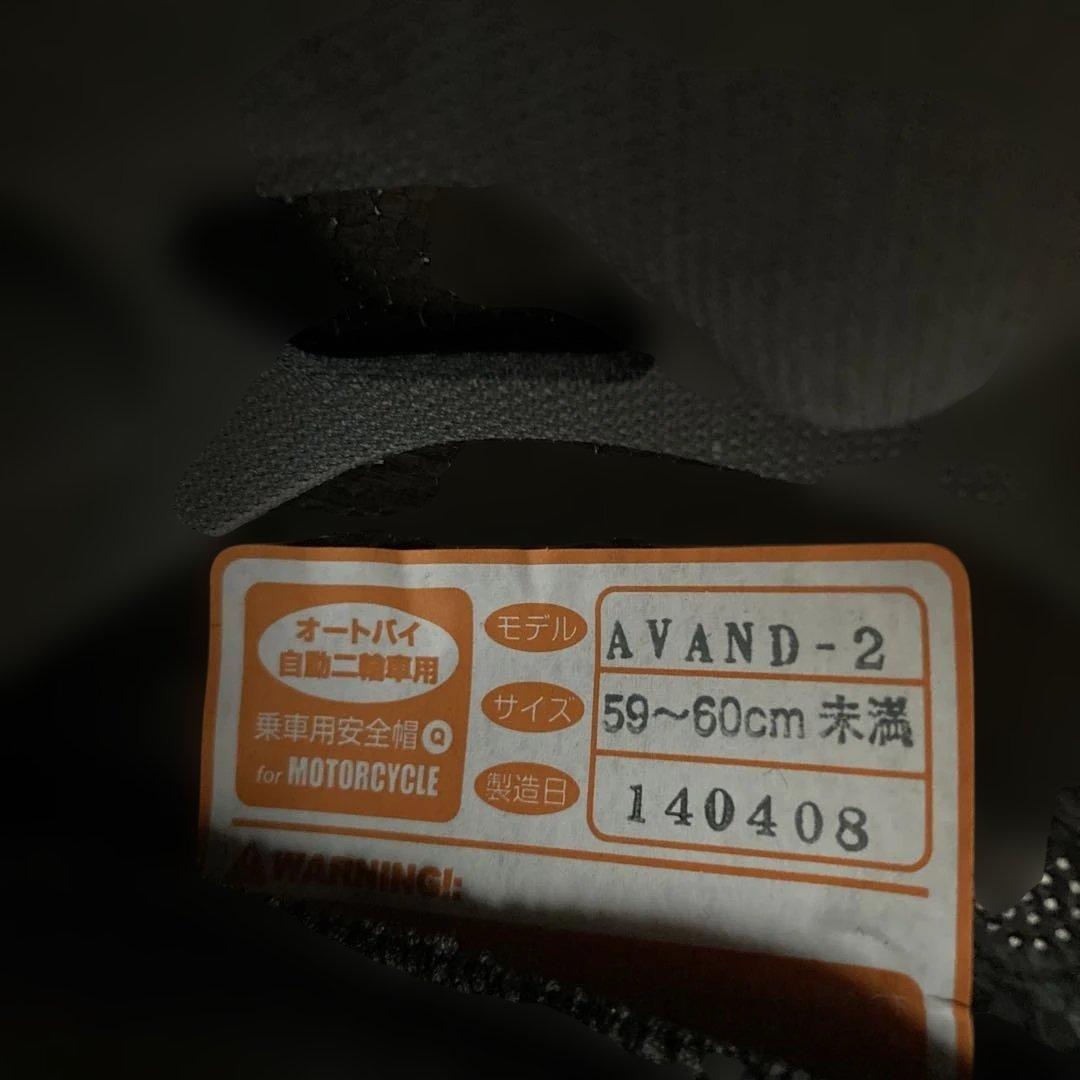 オートバイ
自動二輪車用
乗車用安全帽 Q
for MOTORCYCLE
モデル AVAND-2
サイズ 59～60cm 未満
製造日 140408
WARNING!: